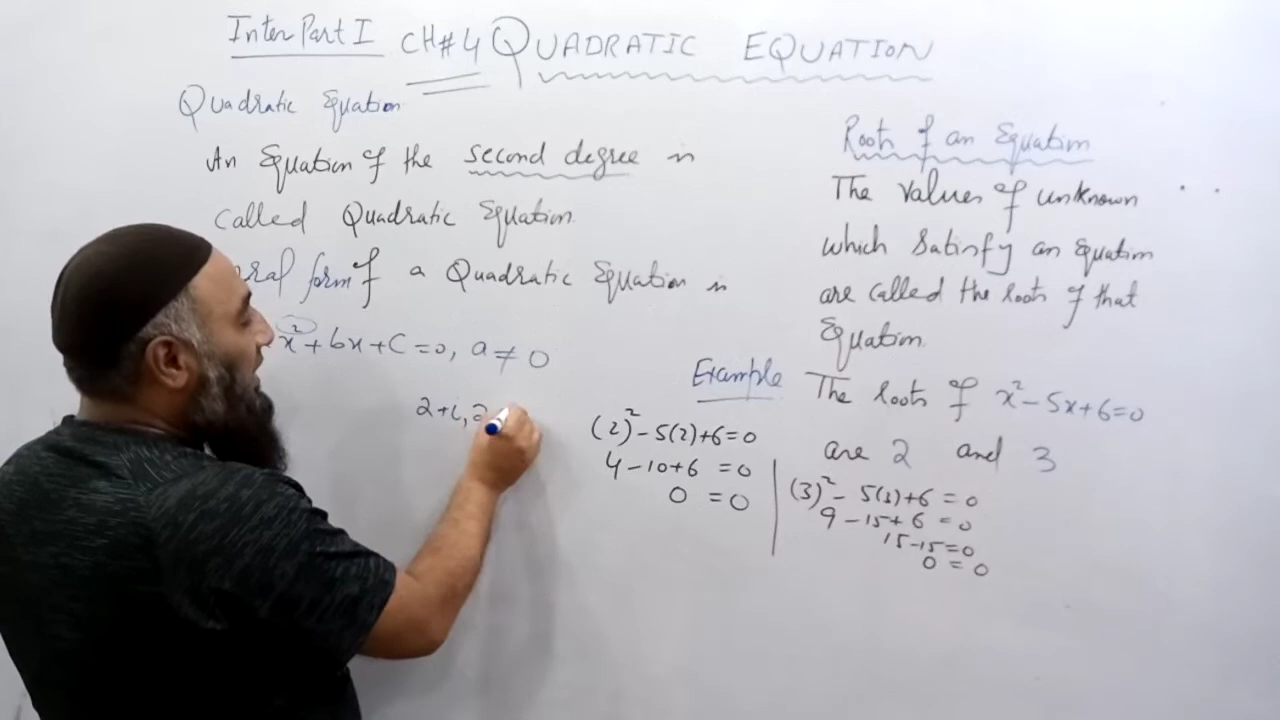 Inter Part I CH#4 QUADRATIC EQUATION
Quadratic Equation
An Equation of the second degree is
called Quadratic Equation.
form of a Quadratic Equation is
x²+bx+C=0, a≠0
2+i, 2
Roots of an Equation
The values of unknown
which satisfy an Equation
are called the roots of that
Equation.
Example The roots of x²-5x+6=0
are 2 and 3
(2)²-5(2)+6=0
4-10+6=0
0=0
(3)²-5(3)+6=0
9-15+6=0
15-15=0
0=0